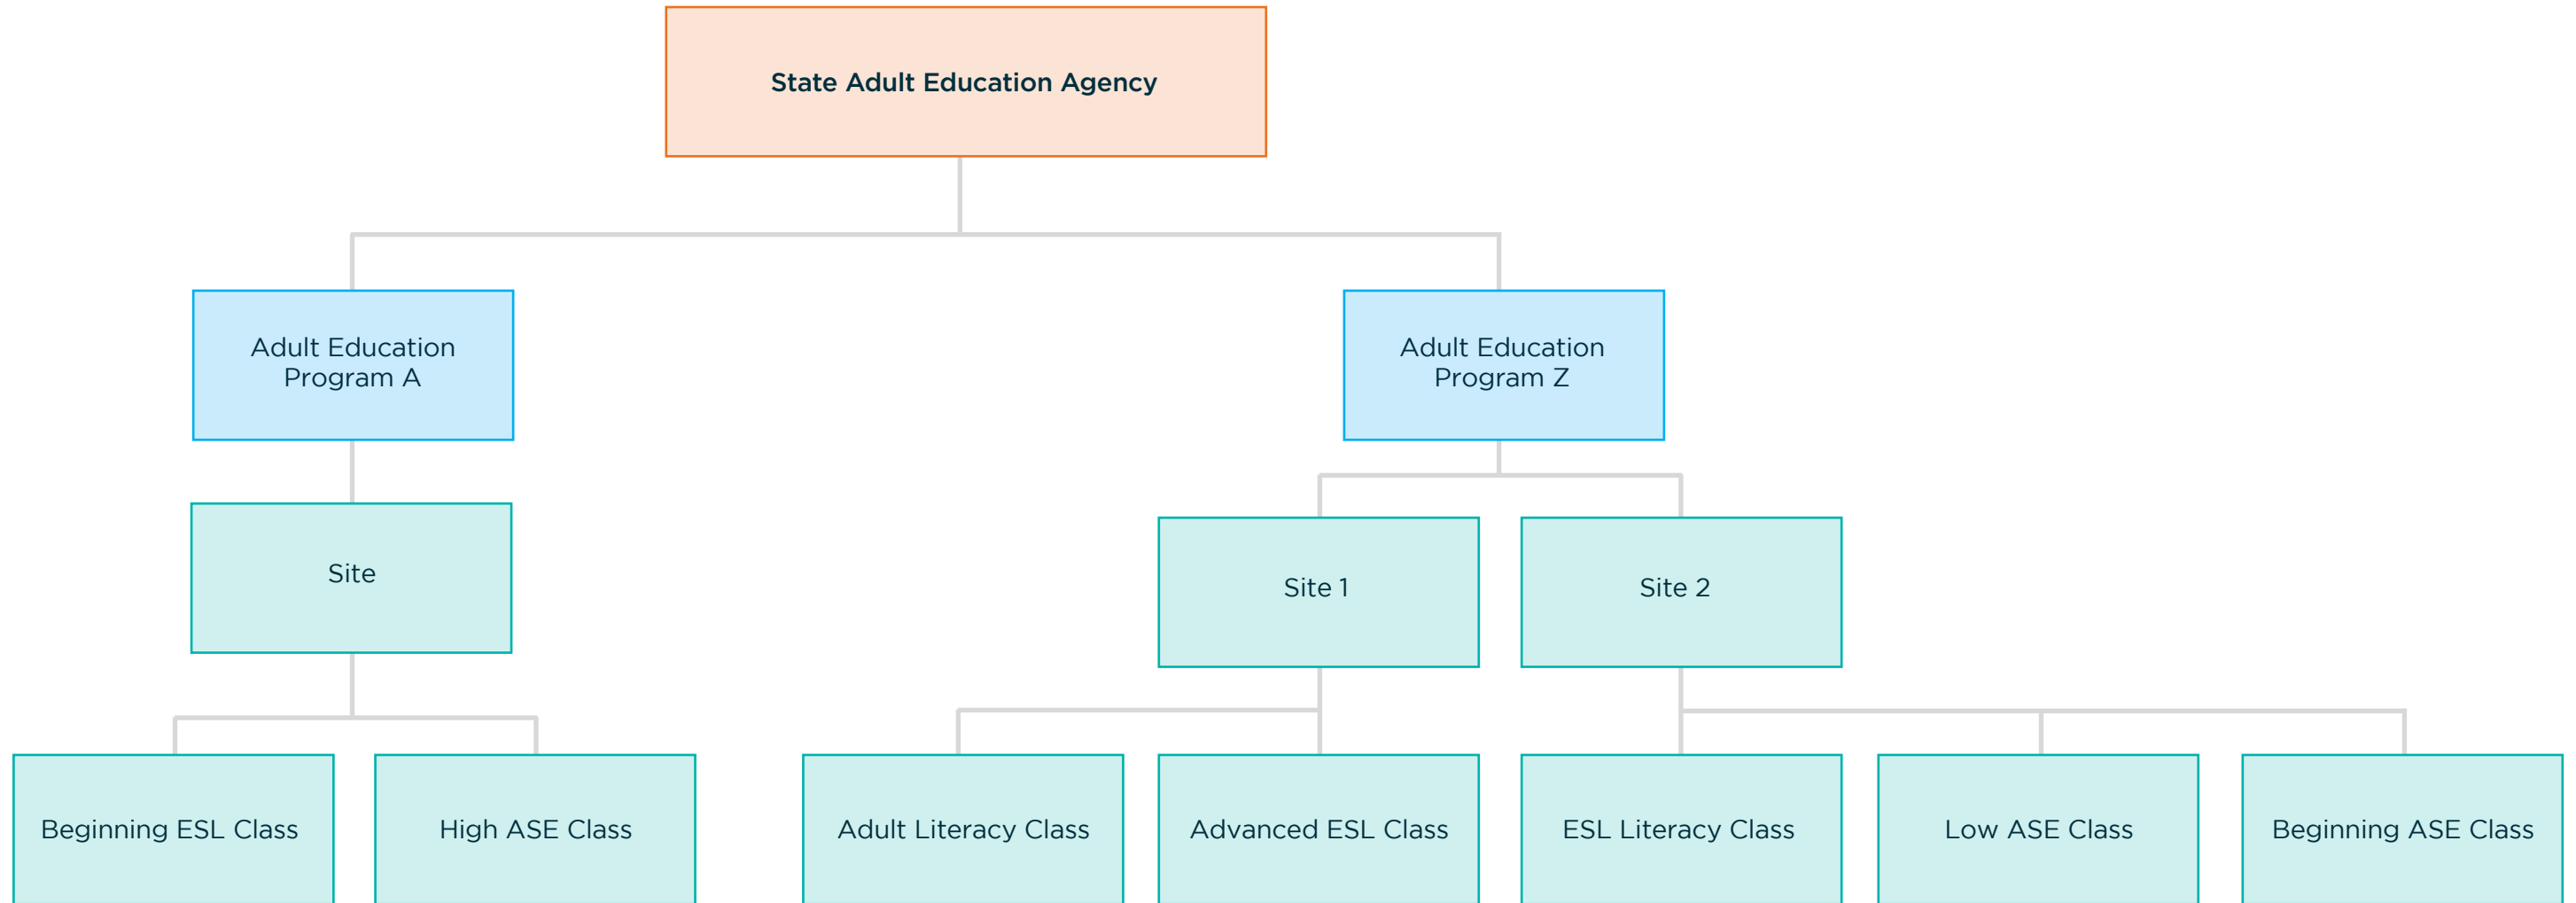 State Adult Education Agency
Adult Education
Program A
Adult Education
Program Z
Site
Site 1
Site 2
Beginning ESL Class
High ASE Class
Adult Literacy Class
Advanced ESL Class
ESL Literacy Class
Low ASE Class
Beginning ASE Class